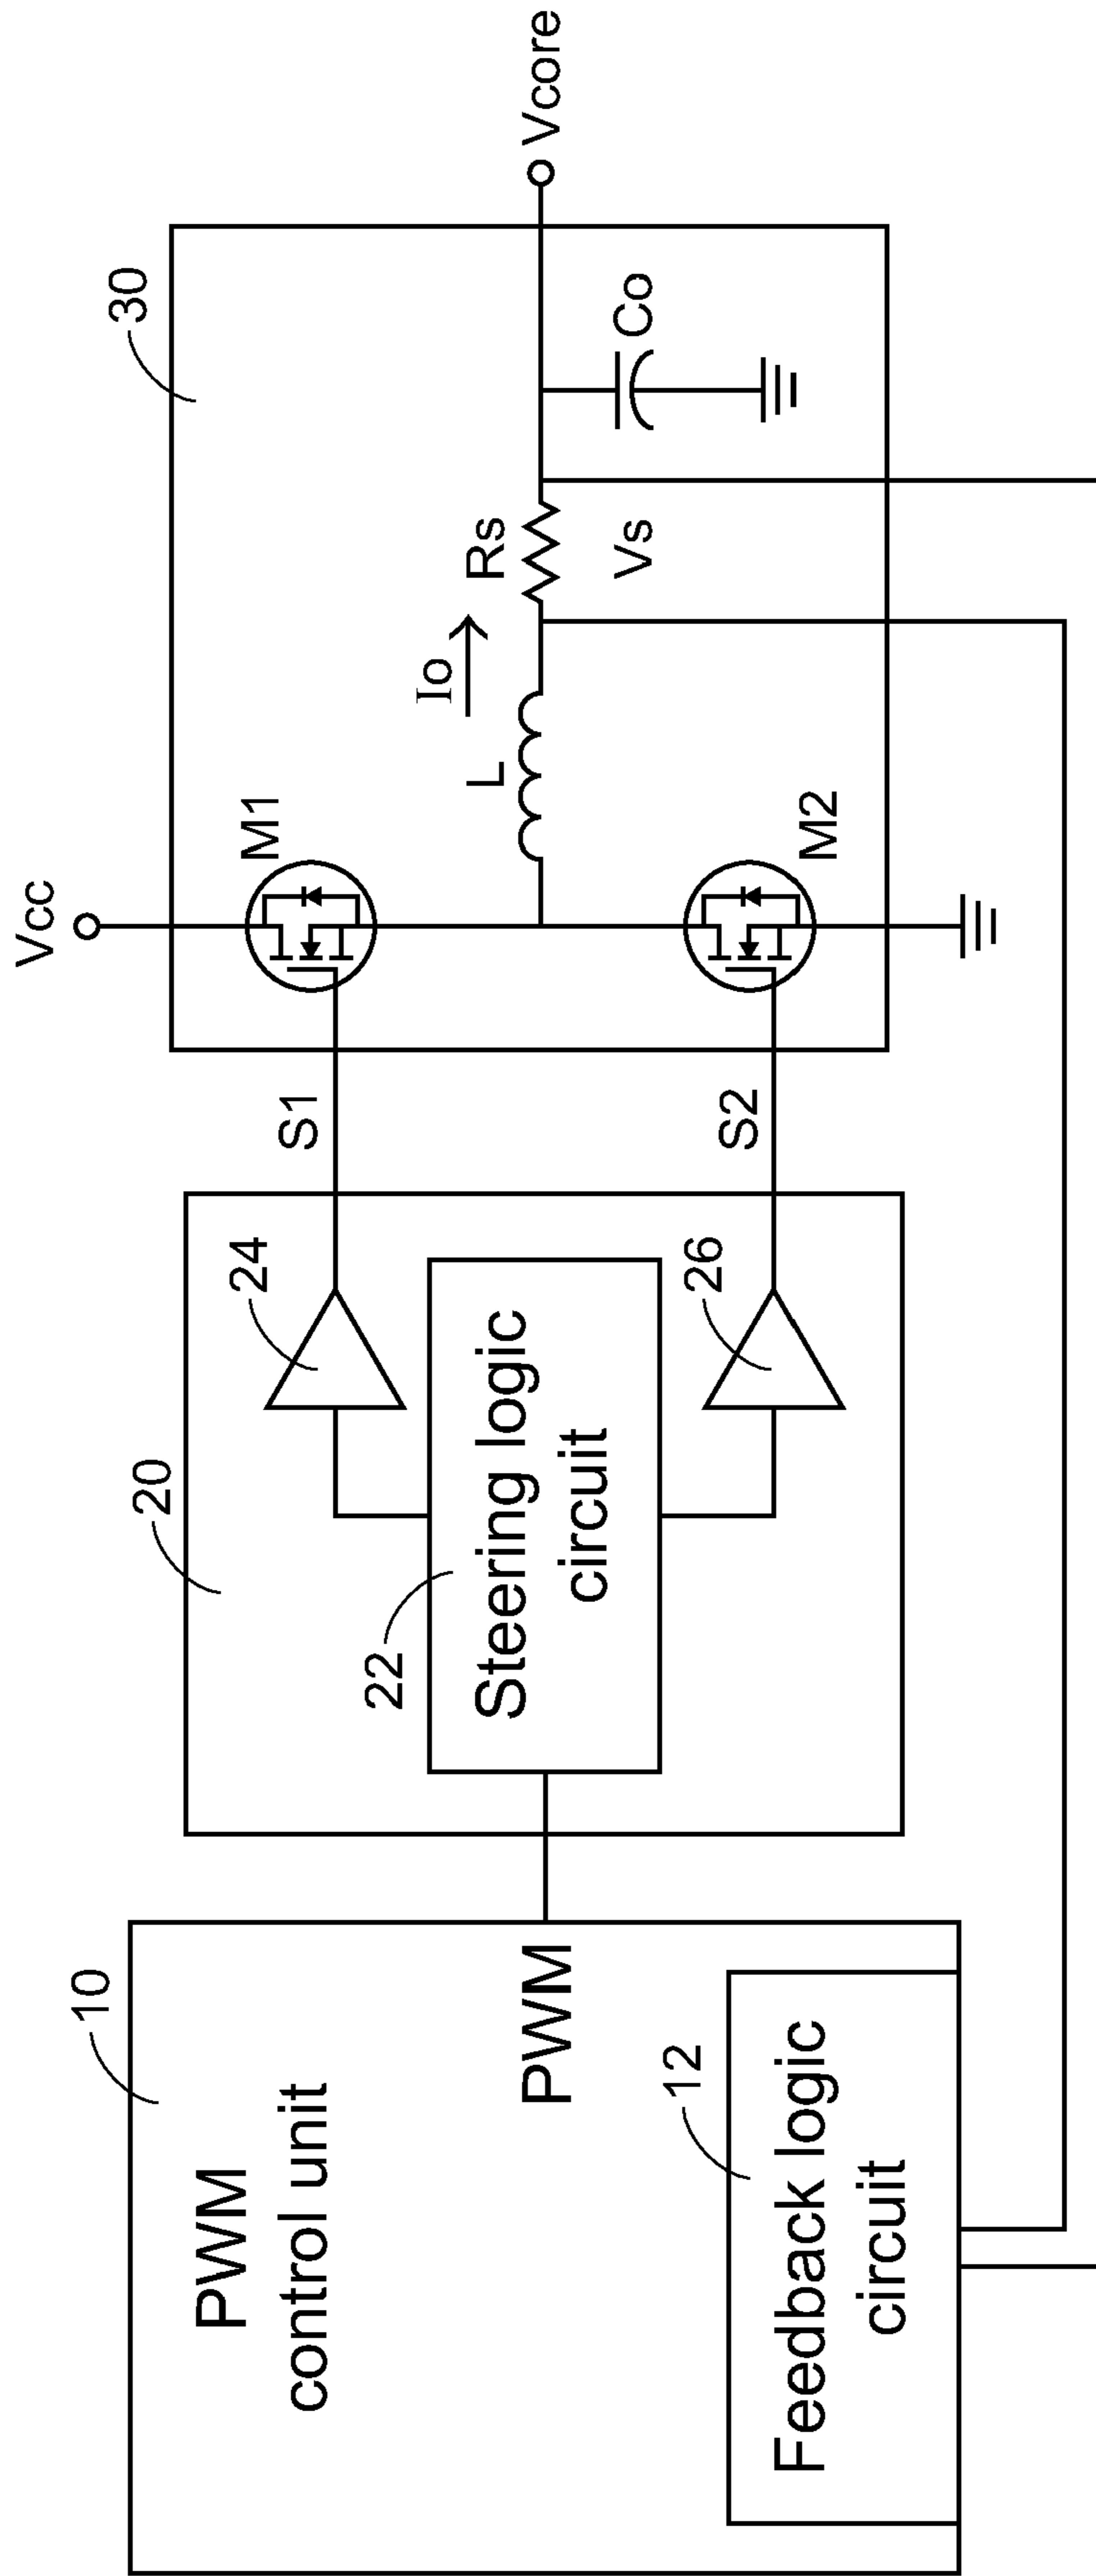 10
PWM
control unit
PWM
12
Feedback logic
circuit
20
22
Steering logic
circuit
24
26
S1
S2
30
Vcc
M1
M2
L
Io
Rs
Vs
Co
Vcore